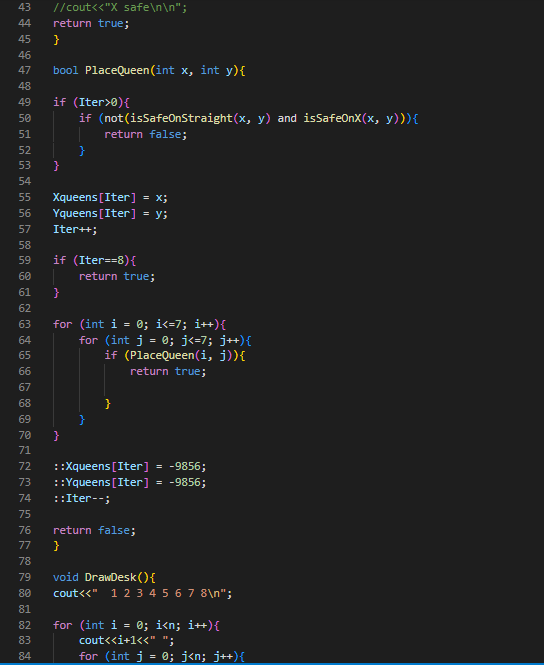 43 //cout<<"X safe\n\n";
44 return true;
45 }
46
47 bool PlaceQueen(int x, int y){
48
49 if (Iter>0){
50     if (not(isSafeOnStraight(x, y) and isSafeOnX(x, y))){
51         return false;
52     }
53 }
54
55 Xqueens[Iter] = x;
56 Yqueens[Iter] = y;
57 Iter++;
58
59 if (Iter==8){
60     return true;
61 }
62
63 for (int i = 0; i<=7; i++){
64     for (int j = 0; j<=7; j++){
65         if (PlaceQueen(i, j)){
66             return true;
67
68         }
69     }
70 }
71
72 ::Xqueens[Iter] = -9856;
73 ::Yqueens[Iter] = -9856;
74 ::Iter--;
75
76 return false;
77 }
78
79 void DrawDesk(){
80 cout<<"  1 2 3 4 5 6 7 8\n";
81
82 for (int i = 0; i<n; i++){
83     cout<<i+1<<" ";
84     for (int j = 0; j<n; j++){